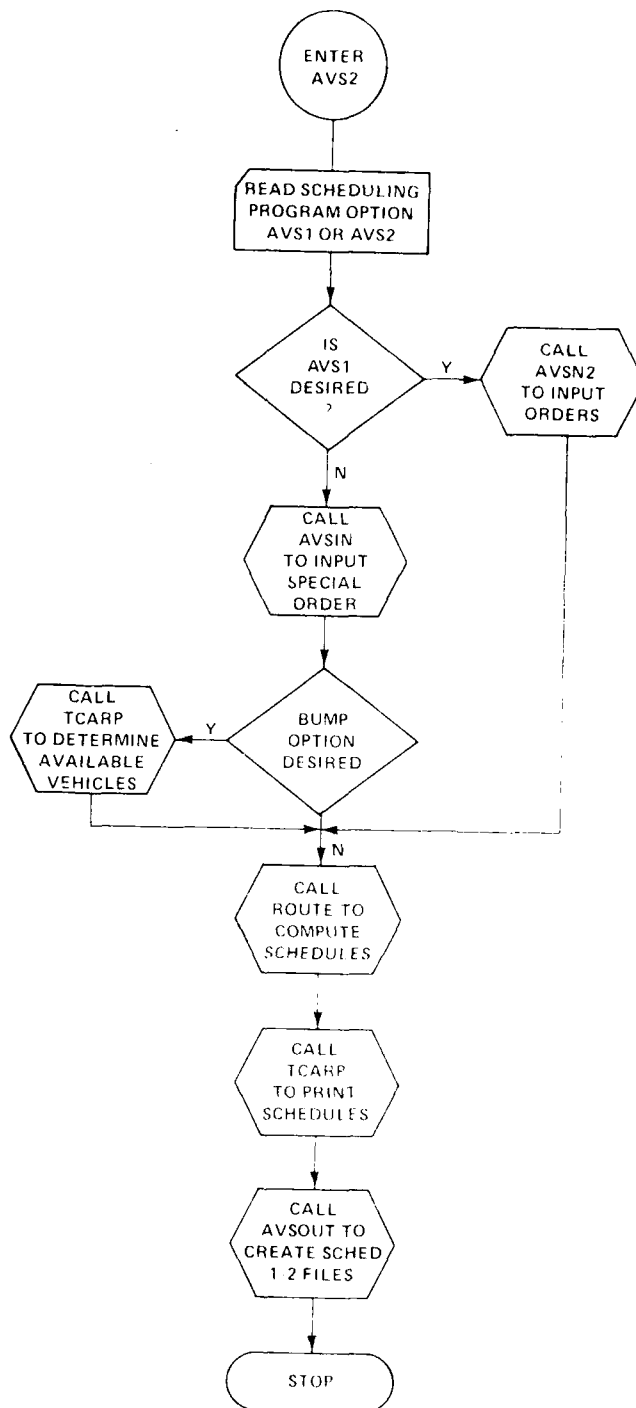 ENTER
AVS2
READ SCHEDULING
PROGRAM OPTION
AVS1 OR AVS2
IS
AVS1
DESIRED
?
Y
CALL
AVSN2
TO INPUT
ORDERS
N
CALL
AVSIN
TO INPUT
SPECIAL
ORDER
BUMP
OPTION
DESIRED
Y
CALL
TCARP
TO DETERMINE
AVAILABLE
VEHICLES
N
CALL
ROUTE TO
COMPUTE
SCHEDULES
CALL
TCARP
TO PRINT
SCHEDULES
CALL
AVSOUT TO
CREATE SCHED
1-2 FILES
STOP